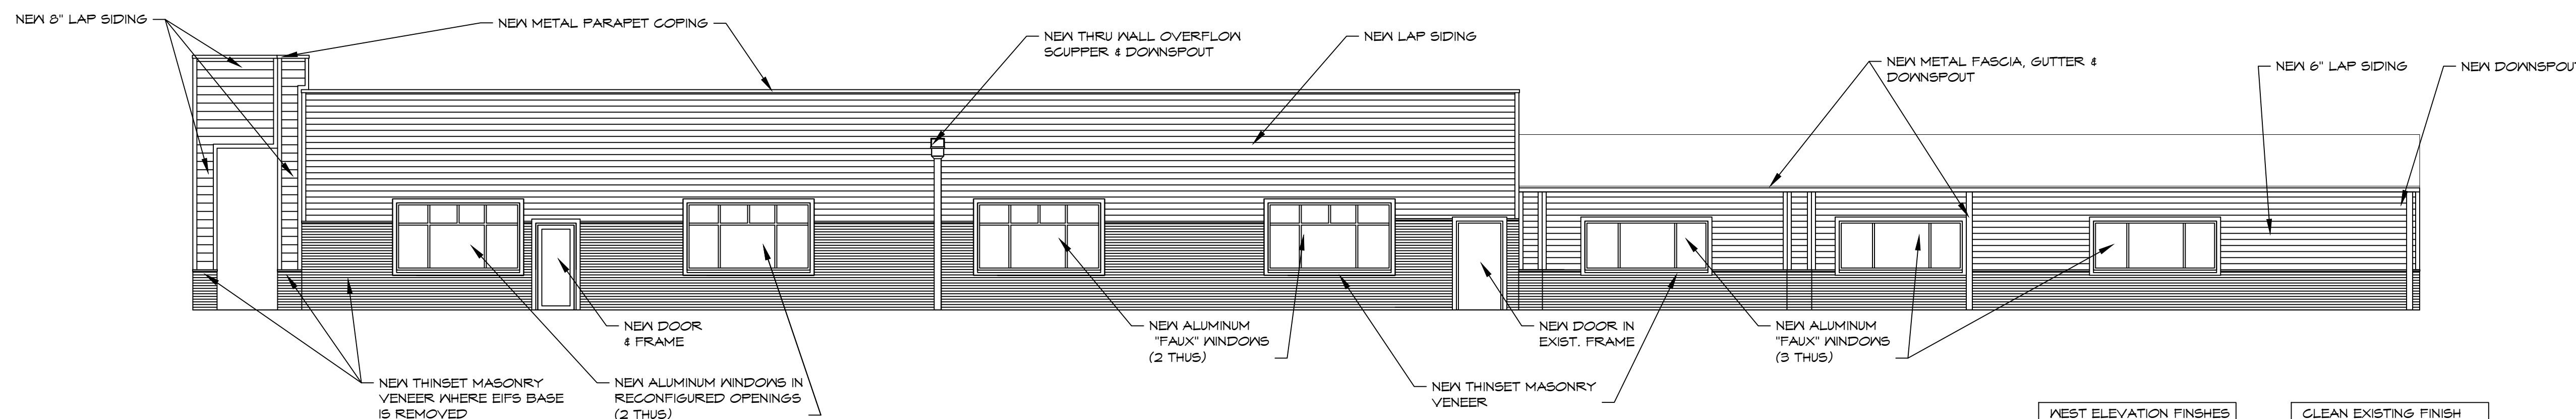 NEW 8" LAP SIDING
NEW METAL PARAPET COPING
NEW THRU WALL OVERFLOW
SCUPPER & DOWNSPOUT
NEW LAP SIDING
NEW METAL FASCIA, GUTTER &
DOWNSPOUT
NEW 6" LAP SIDING
NEW DOWNSPOUT
NEW DOOR
& FRAME
NEW ALUMINUM
"FAUX" WINDOWS
(2 THUS)
NEW DOOR IN
EXIST. FRAME
NEW ALUMINUM
"FAUX" WINDOWS
(3 THUS)
NEW THINSET MASONRY
VENEER WHERE EIFS BASE
IS REMOVED
NEW ALUMINUM WINDOWS IN
RECONFIGURED OPENINGS
(2 THUS)
NEW THINSET MASONRY
VENEER
WEST ELEVATION FINSHES
CLEAN EXISTING FINISH